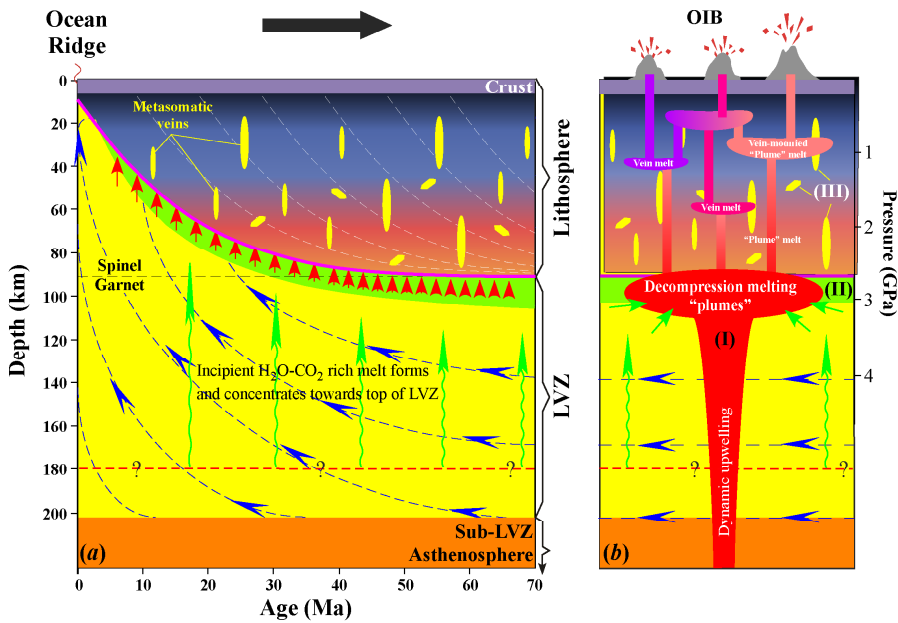 Ocean
Ridge
OIB
0
20
40
60
80
100
120
140
160
180
200
Depth (km)
Crust
Metasomatic
veins
Spinel
Garnet
Incipient H₂O-CO₂ rich melt forms
and concentrates towards top of LVZ
? ? ?
Sub-LVZ
Asthenosphere
(a)
0 10 20 30 40 50 60 70
Age (Ma)
Lithosphere
LVZ
Vein-modified
"Plume" melt
Vein melt
(III)
Vein melt
"Plume" melt
Decompression melting
"plumes"
(II)
(I)
Dynamic upwelling
? ?
(b)
1
2
3
4
Pressure (GPa)